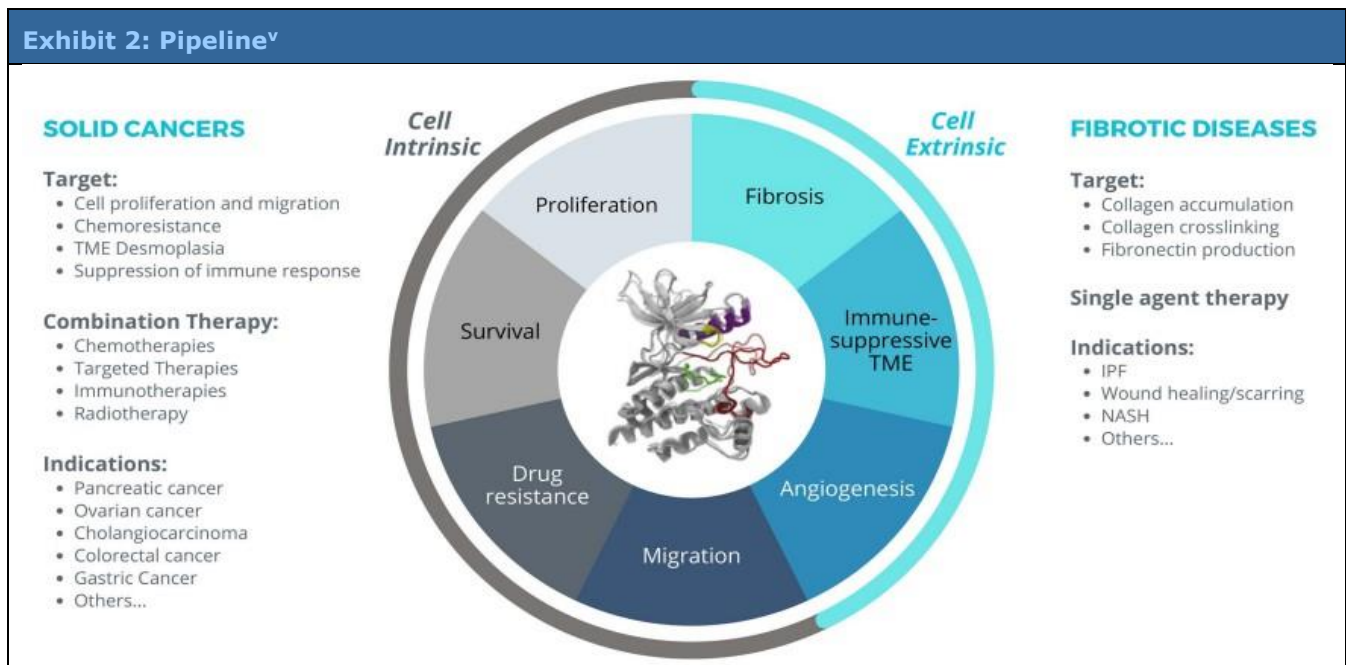 Exhibit 2: Pipelineᵛ
SOLID CANCERS
Target:
• Cell proliferation and migration
• Chemoresistance
• TME Desmoplasia
• Suppression of immune response
Combination Therapy:
• Chemotherapies
• Targeted Therapies
• Immunotherapies
• Radiotherapy
Indications:
• Pancreatic cancer
• Ovarian cancer
• Cholangiocarcinoma
• Colorectal cancer
• Gastric Cancer
• Others...
Cell
Intrinsic
Cell
Extrinsic
Proliferation
Fibrosis
Survival
Immune-
suppressive
TME
Drug
resistance
Angiogenesis
Migration
FIBROTIC DISEASES
Target:
• Collagen accumulation
• Collagen crosslinking
• Fibronectin production
Single agent therapy
Indications:
• IPF
• Wound healing/scarring
• NASH
• Others...